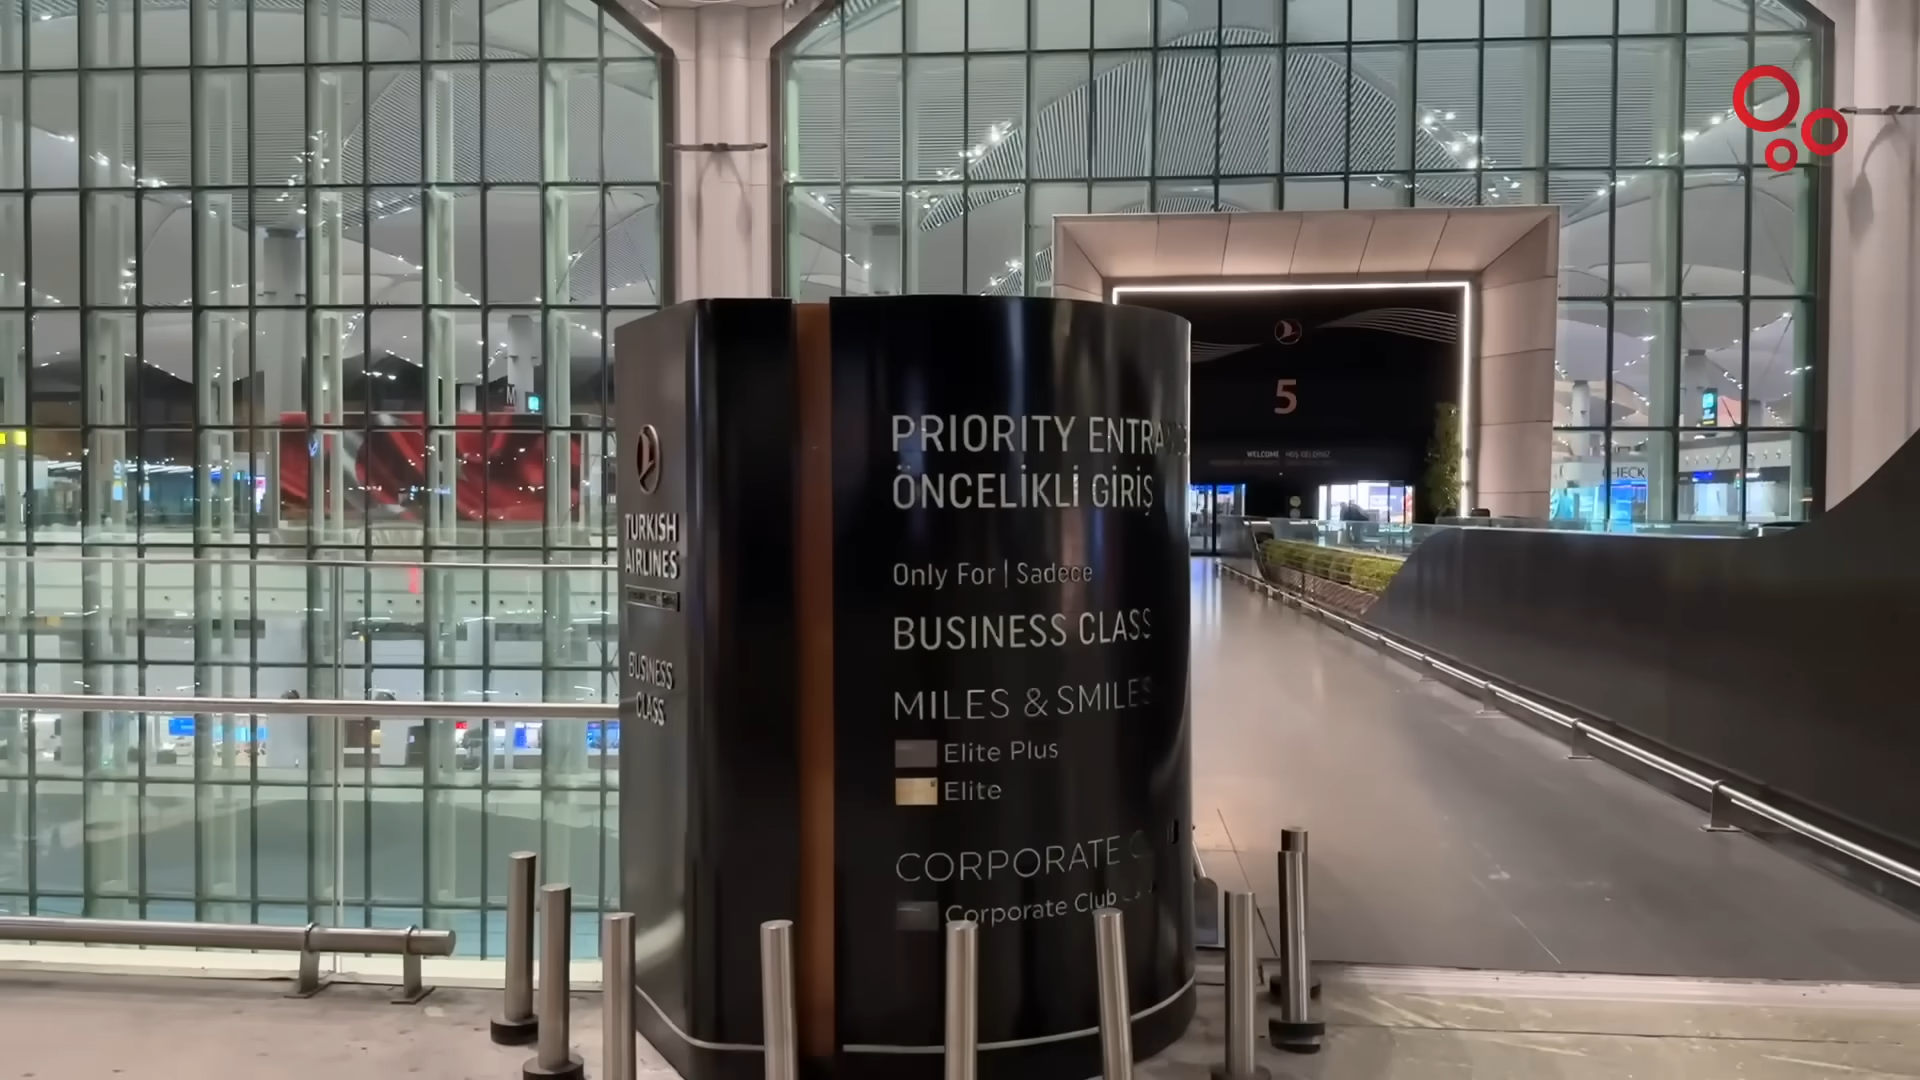 PRIORITY ENTRANCE
ÖNCELİKLİ GİRİŞ
Only For | Sadece
BUSINESS CLASS
MILES & SMILES
Elite Plus
Elite
CORPORATE
Corporate Club
TURKISH
AIRLINES
BUSINESS
CLASS
5
WELCOME HOŞ GELDİNİZ
CHECK
M